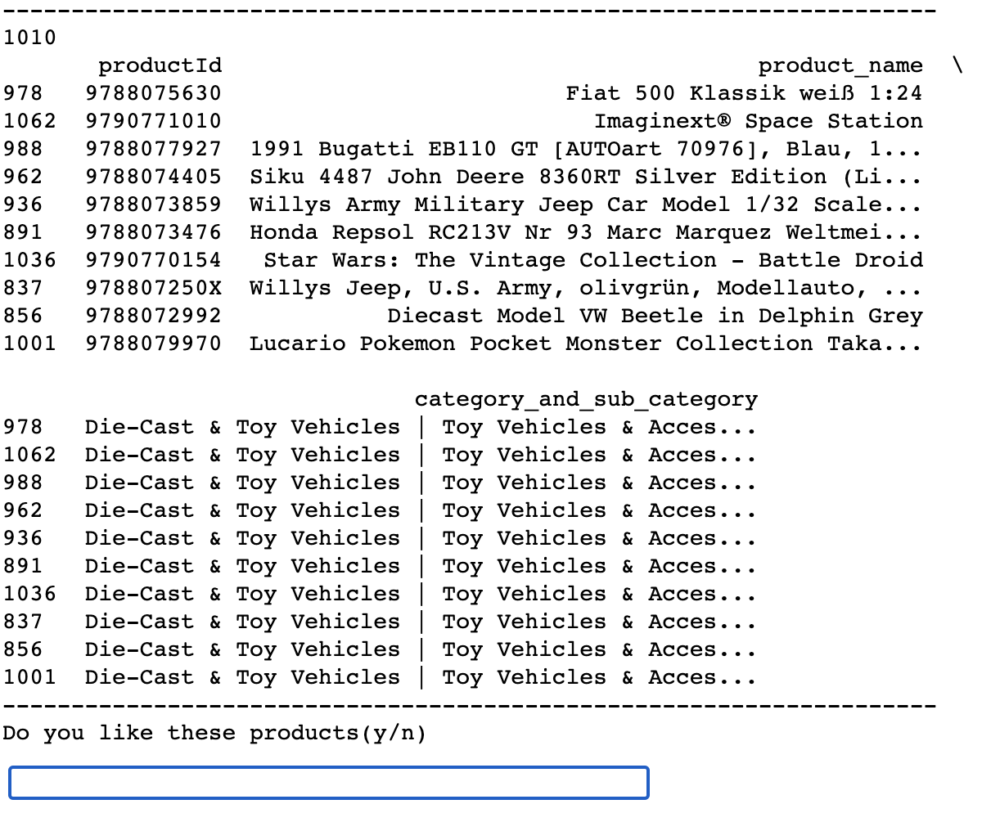 --------------------------------------------------------------------
1010
productId product_name \
978 9788075630 Fiat 500 Klassik weiß 1:24
1062 9790771010 Imaginext® Space Station
988 9788077927 1991 Bugatti EB110 GT [AUTOart 70976], Blau, 1...
962 9788074405 Siku 4487 John Deere 8360RT Silver Edition (Li...
936 9788073859 Willys Army Military Jeep Car Model 1/32 Scale...
891 9788073476 Honda Repsol RC213V Nr 93 Marc Marquez Weltmei...
1036 9790770154 Star Wars: The Vintage Collection - Battle Droid
837 978807250X Willys Jeep, U.S. Army, olivgrün, Modellauto, ...
856 9788072992 Diecast Model VW Beetle in Delphin Grey
1001 9788079970 Lucario Pokemon Pocket Monster Collection Taka...
category_and_sub_category
978 Die-Cast & Toy Vehicles | Toy Vehicles & Acces...
1062 Die-Cast & Toy Vehicles | Toy Vehicles & Acces...
988 Die-Cast & Toy Vehicles | Toy Vehicles & Acces...
962 Die-Cast & Toy Vehicles | Toy Vehicles & Acces...
936 Die-Cast & Toy Vehicles | Toy Vehicles & Acces...
891 Die-Cast & Toy Vehicles | Toy Vehicles & Acces...
1036 Die-Cast & Toy Vehicles | Toy Vehicles & Acces...
837 Die-Cast & Toy Vehicles | Toy Vehicles & Acces...
856 Die-Cast & Toy Vehicles | Toy Vehicles & Acces...
1001 Die-Cast & Toy Vehicles | Toy Vehicles & Acces...
--------------------------------------------------------------------
Do you like these products(y/n)